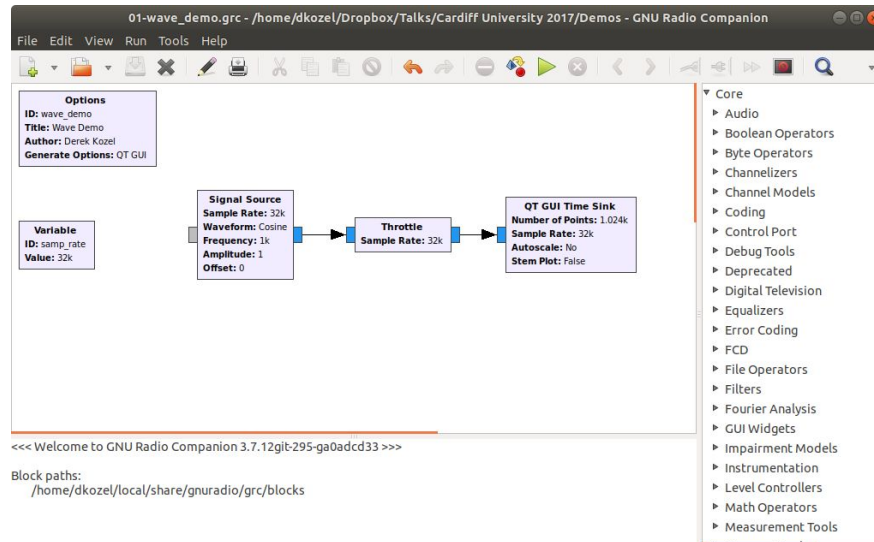 01-wave_demo.grc - /home/dkozel/Dropbox/Talks/Cardiff University 2017/Demos - GNU Radio Companion
File Edit View Run Tools Help
Options
ID: wave_demo
Title: Wave Demo
Author: Derek Kozel
Generate Options: QT GUI
Variable
ID: samp_rate
Value: 32k
Signal Source
Sample Rate: 32k
Waveform: Cosine
Frequency: 1k
Amplitude: 1
Offset: 0
Throttle
Sample Rate: 32k
QT GUI Time Sink
Number of Points: 1.024k
Sample Rate: 32k
Autoscale: No
Stem Plot: False
Core
Audio
Boolean Operators
Byte Operators
Channelizers
Channel Models
Coding
Control Port
Debug Tools
Deprecated
Digital Television
Equalizers
Error Coding
FCD
File Operators
Filters
Fourier Analysis
GUI Widgets
Impairment Models
Instrumentation
Level Controllers
Math Operators
Measurement Tools
<<< Welcome to GNU Radio Companion 3.7.12git-295-ga0adcd33 >>>
Block paths:
/home/dkozel/local/share/gnuradio/grc/blocks